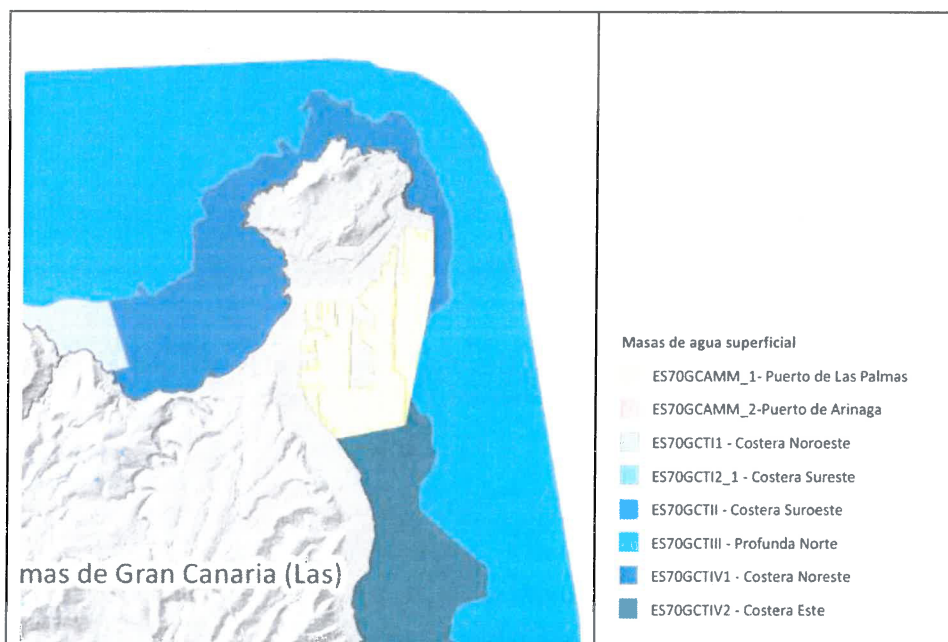 mas de Gran Canaria (Las)
Masas de agua superficial
ES70GCAMM_1- Puerto de Las Palmas
ES70GCAMM_2-Puerto de Arinaga
ES70GCTI1 - Costera Noroeste
ES70GCTI2_1 - Costera Sureste
ES70GCTII - Costera Suroeste
ES70GCTIII - Profunda Norte
ES70GCTIV1 - Costera Noreste
ES70GCTIV2 - Costera Este